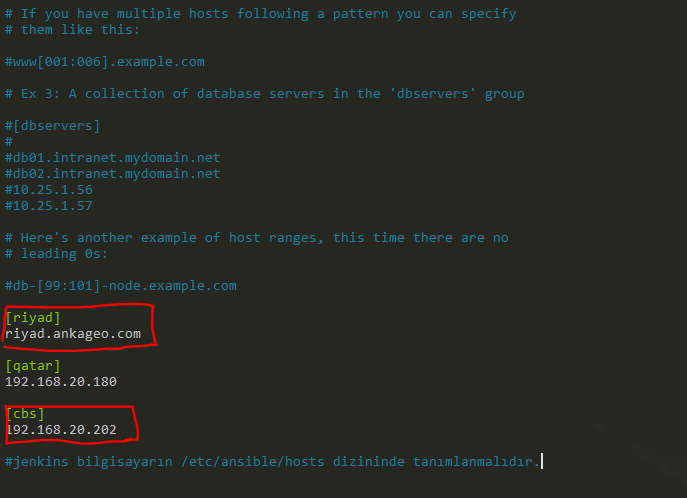 # If you have multiple hosts following a pattern you can specify
# them like this:
#www[001:006].example.com
# Ex 3: A collection of database servers in the 'dbservers' group
#[dbservers]
#
#db01.intranet.mydomain.net
#db02.intranet.mydomain.net
#10.25.1.56
#10.25.1.57
# Here's another example of host ranges, this time there are no
# leading 0s:
#db-[99:101]-node.example.com
[riyad]
riyad.ankageo.com
[qatar]
192.168.20.180
[cbs]
192.168.20.202
#jenkins bilgisayarın /etc/ansible/hosts dizininde tanımlanmalıdır.